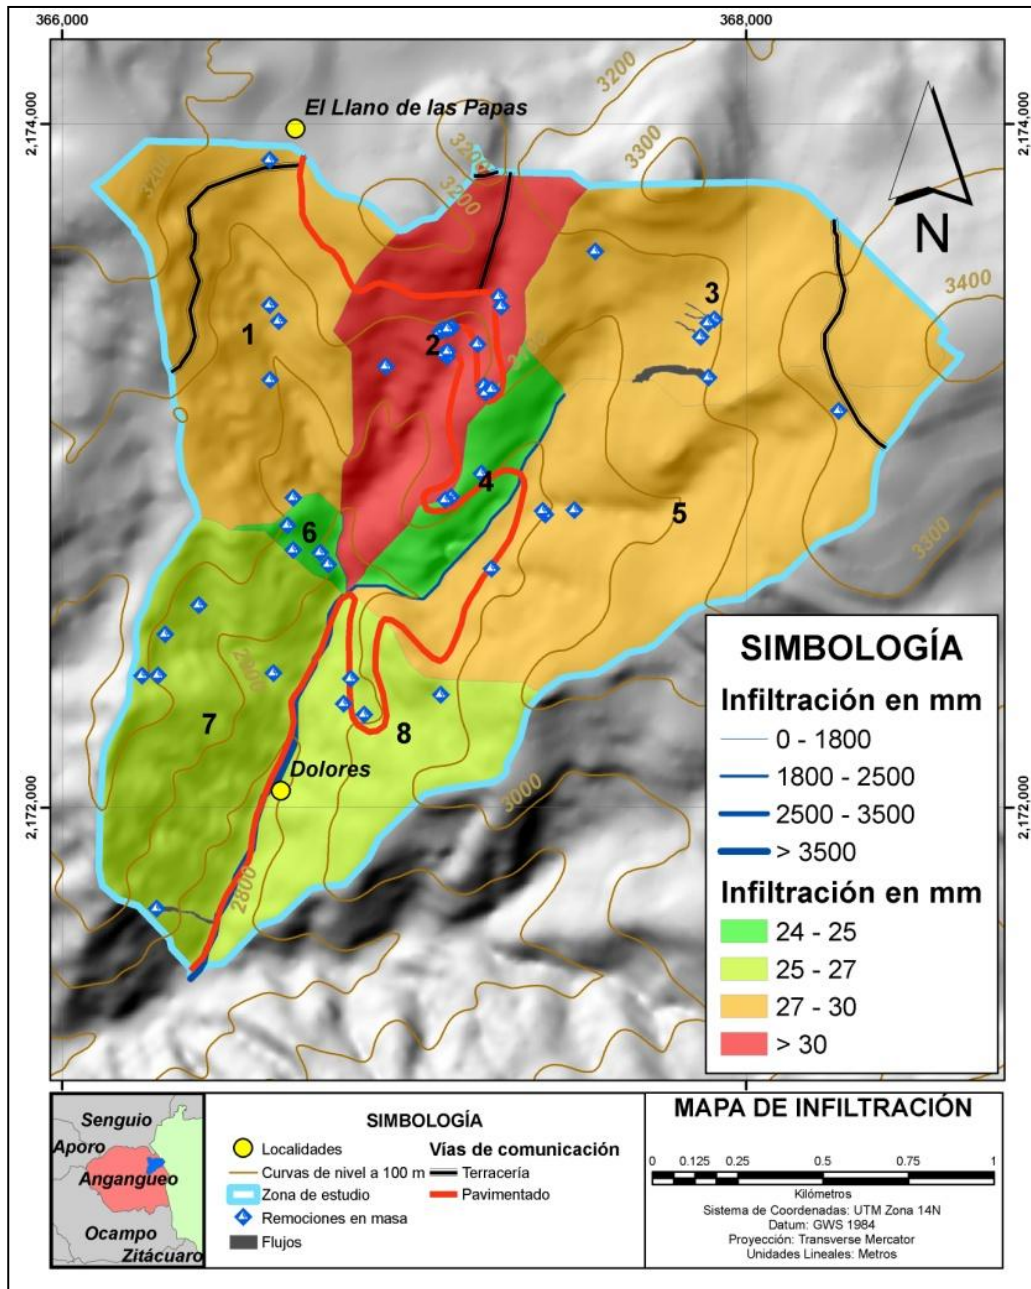 366,000
368,000
2,174,000
2,174,000
El Llano de las Papas
3200
3300
3200
3200
3200
N
3400
3
1
2
4
5
6
3300
7
8
2900
Dolores
3000
2800
2,172,000
2,172,000
SIMBOLOGÍA
Infiltración en mm
0 - 1800
1800 - 2500
2500 - 3500
> 3500
Infiltración en mm
24 - 25
25 - 27
27 - 30
> 30
Senguio
Aporo
Angangueo
Ocampo
Zitácuaro
SIMBOLOGÍA
Localidades
Curvas de nivel a 100 m
Zona de estudio
Remociones en masa
Flujos
Vías de comunicación
Terracería
Pavimentado
MAPA DE INFILTRACIÓN
0 0.125 0.25 0.5 0.75 1
Kilómetros
Sistema de Coordenadas: UTM Zona 14N
Datum: GWS 1984
Proyección: Transverse Mercator
Unidades Lineales: Metros